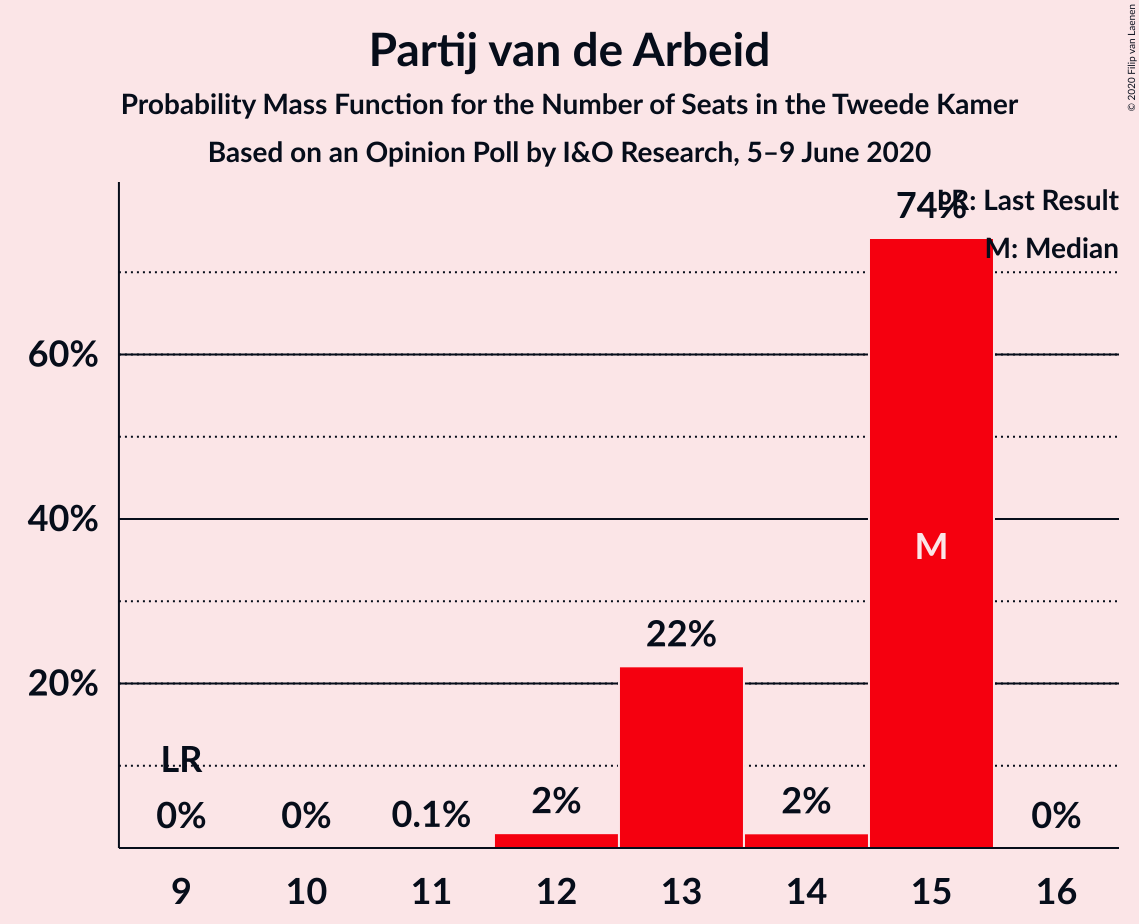 Partij van de Arbeid
Probability Mass Function for the Number of Seats in the Tweede Kamer
Based on an Opinion Poll by I&O Research, 5–9 June 2020
© 2020 Filip van Laenen
LR: Last Result
M: Median
74%
60%
40%
20%
M
22%
LR
0%
0%
0.1%
2%
2%
0%
9 10 11 12 13 14 15 16